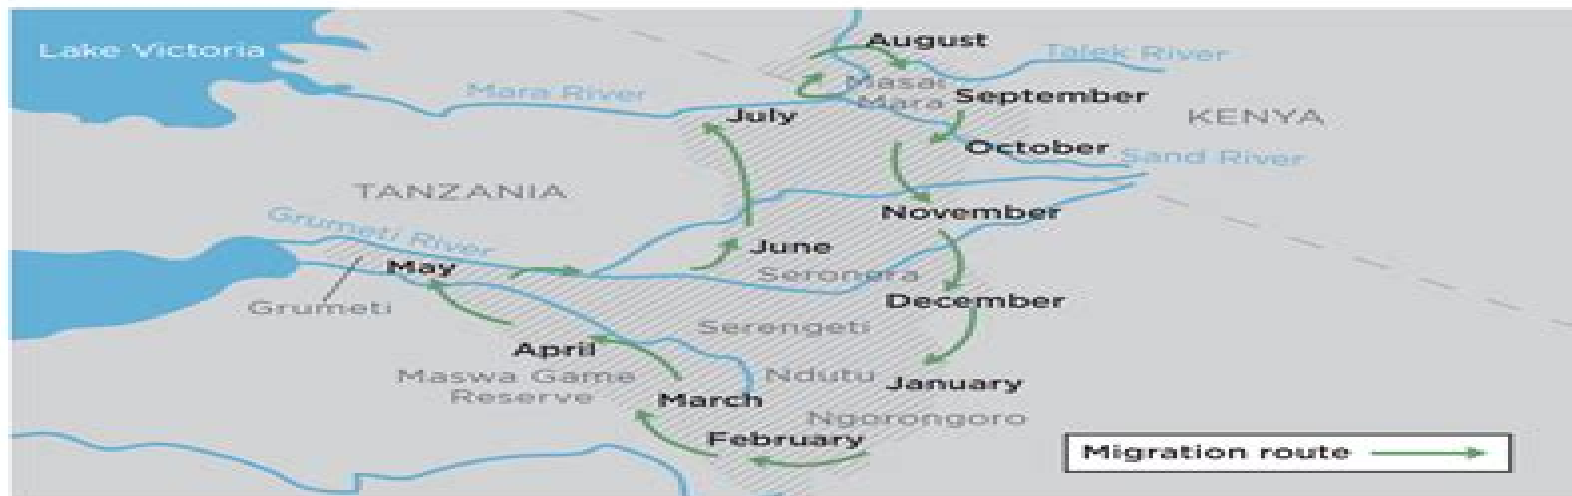 Lake Victoria
August
Talek River
Masai
Mara
Mara River
September
July
KENYA
October
Sand River
TANZANIA
Grumeti River
November
June
May
Seronera
Grumeti
December
Serengeti
April
Maswa Game
Reserve
Ndutu
January
March
Ngorongoro
February
Migration route